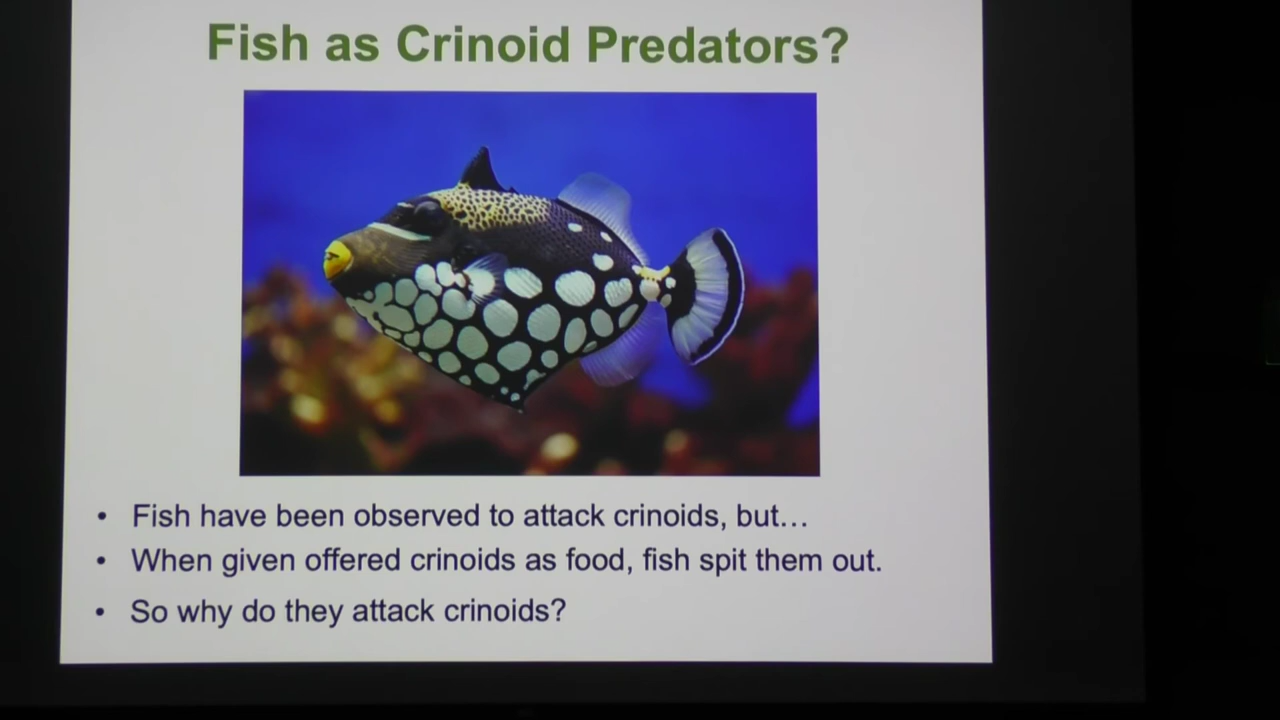 Fish as Crinoid Predators?
• Fish have been observed to attack crinoids, but…
• When given offered crinoids as food, fish spit them out.
• So why do they attack crinoids?